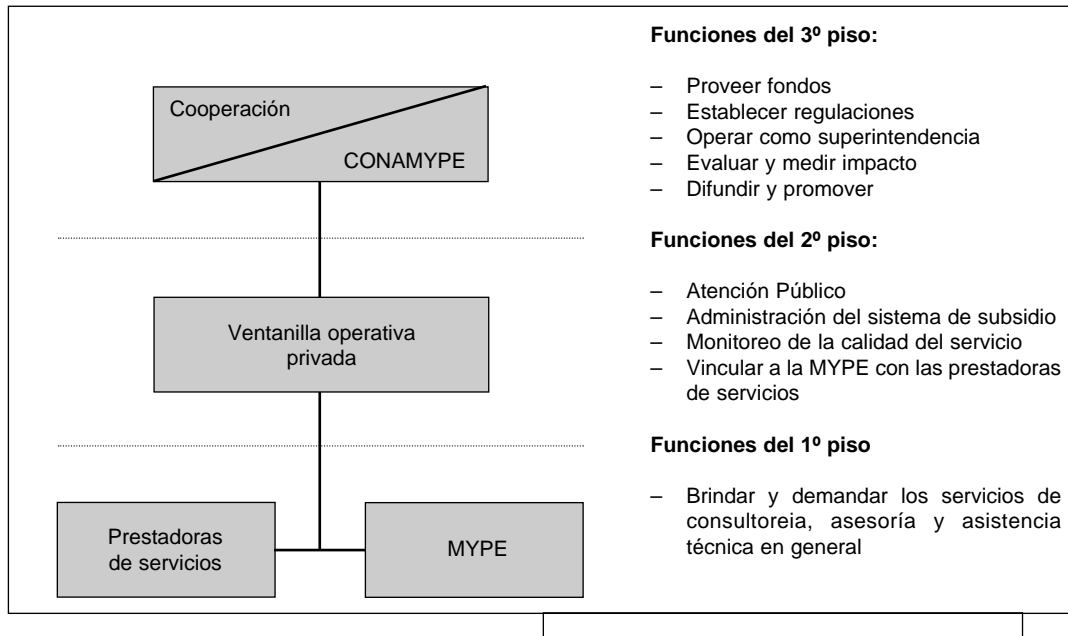 Cooperación
CONAMYPE
Ventanilla operativa
privada
Prestadoras
de servicios
MYPE
Funciones del 3º piso:
– Proveer fondos
– Establecer regulaciones
– Operar como superintendencia
– Evaluar y medir impacto
– Difundir y promover
Funciones del 2º piso:
– Atención Público
– Administración del sistema de subsidio
– Monitoreo de la calidad del servicio
– Vincular a la MYPE con las prestadoras
de servicios
Funciones del 1º piso
– Brindar y demandar los servicios de
consultoreia, asesoría y asistencia
técnica en general